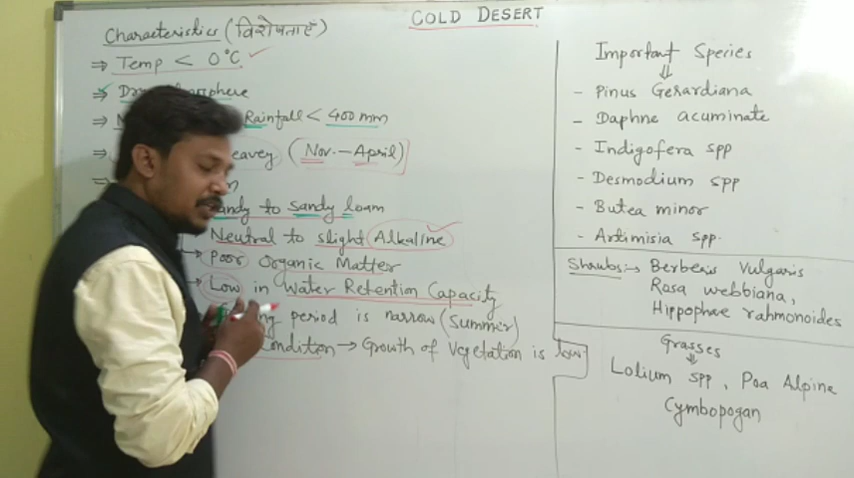 COLD DESERT
Characteristics (विशेषताएँ)
⇒ Temp < 0°C ✓
⇒ Rainfall < 400 mm
⇒ (Nov. — April)
Sandy to Sandy loam
Neutral to slight Alkaline
→ Poor Organic Matter
→ Low in Water Retention Capacity
period is narrow (Summer)
Condition → Growth of Vegetation is low
Important Species
⇓
- Pinus Gerardiana
- Daphne acuminate
- Indigofera spp
- Desmodium spp
- Butea minor
- Artimisia spp.
Shrubs:→ Berberis Vulgaris
Rosa webbiana,
Hippophae rahmonoides
Grasses
⇓
Lolium spp, Poa Alpina
Cymbopogan